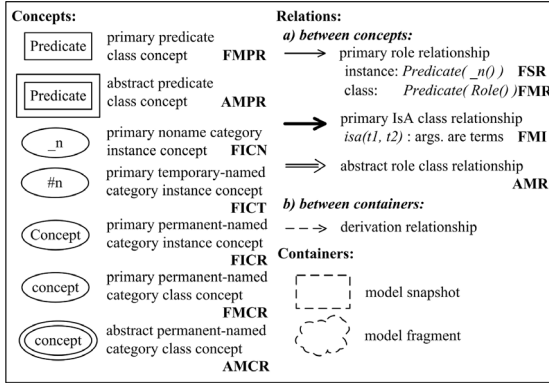 Concepts:
Predicate
primary predicate
class concept FMPR
Predicate
abstract predicate
class concept AMPR
_n
primary noname category
instance concept FICN
#n
primary temporary-named
category instance concept
FICT
Concept
primary permanent-named
category instance concept
FICR
concept
primary permanent-named
category class concept
FMCR
concept
abstract permanent-named
category class concept
AMCR
Relations:
a) between concepts:
primary role relationship
instance: Predicate( _n() ) FSR
class: Predicate( Role() ) FMR
primary IsA class relationship
isa(t1, t2) : args. are terms FMI
abstract role class relationship
AMR
b) between containers:
derivation relationship
Containers:
model snapshot
model fragment